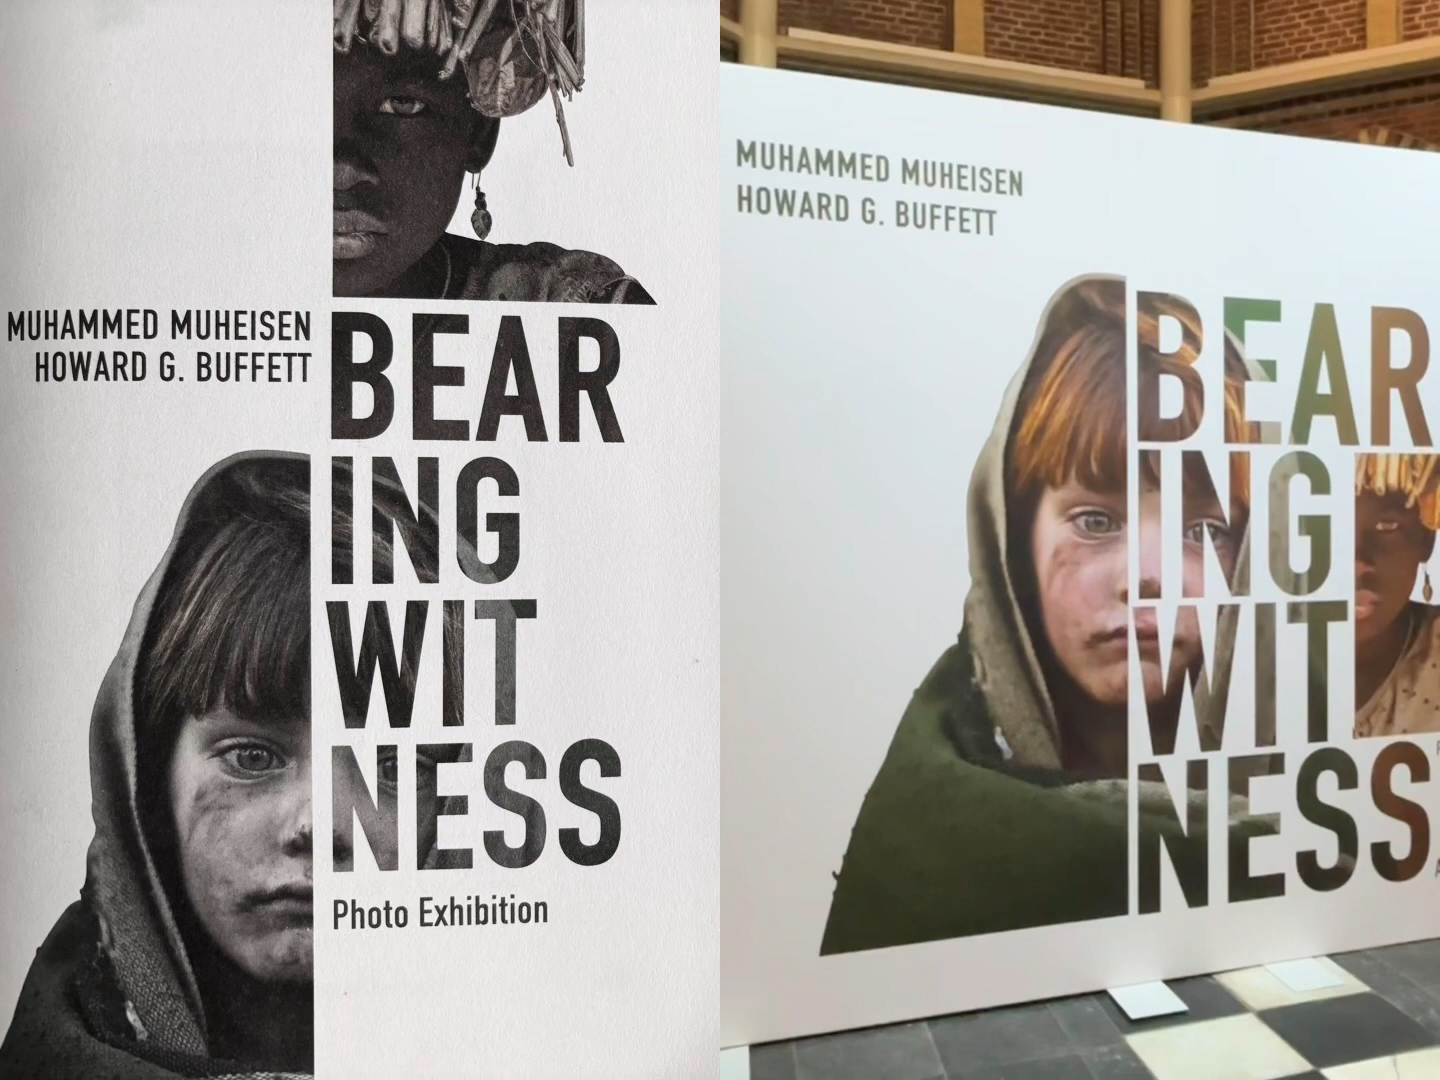 MUHAMMED MUHEISEN
HOWARD G. BUFFETT
BEAR
ING
WIT
NESS
Photo Exhibition
MUHAMMED MUHEISEN
HOWARD G. BUFFETT
BEAR
ING
WIT
NESS